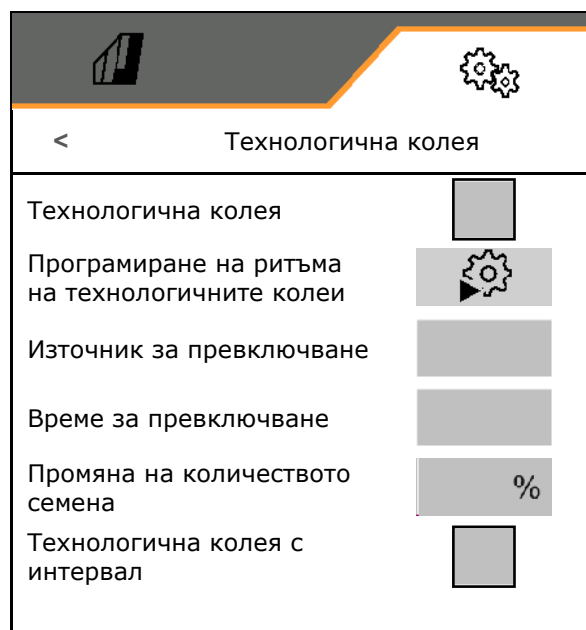 < Технологична колея
Технологична колея
Програмиране на ритъма
на технологичните колеи
Източник за превключване
Време за превключване
Промяна на количеството
семена
%
Технологична колея с
интервал